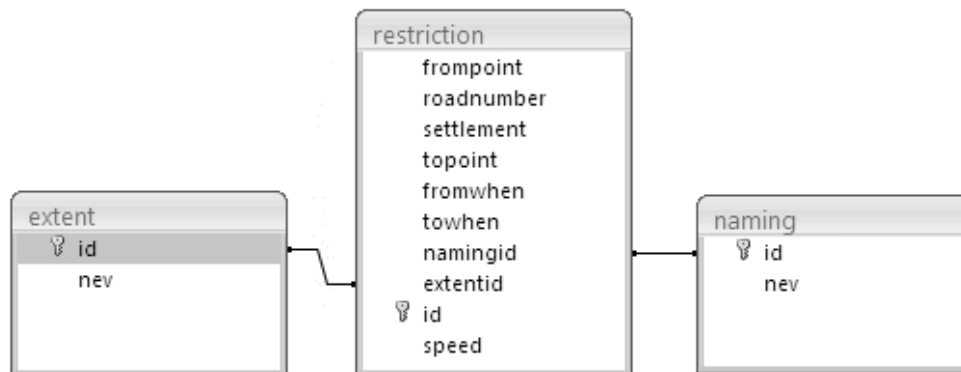 extent
id
nev
restriction
frompoint
roadnumber
settlement
topoint
fromwhen
towhen
namingid
extentid
id
speed
naming
id
nev